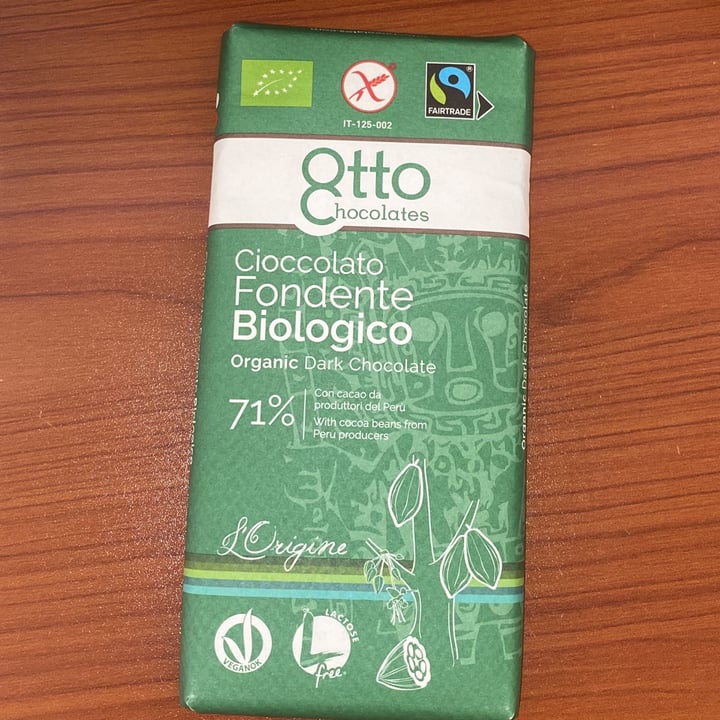 FAIRTRADE
IT-125-002
Otto
Chocolates
Cioccolato
Fondente
Biologico
Organic Dark Chocolate
71%
Con cacao da
produttori del Perù
With cocoa beans from
Peru producers
L'Origine
VEGANOK
LACTOSE
free
Organic Dark Chocolate